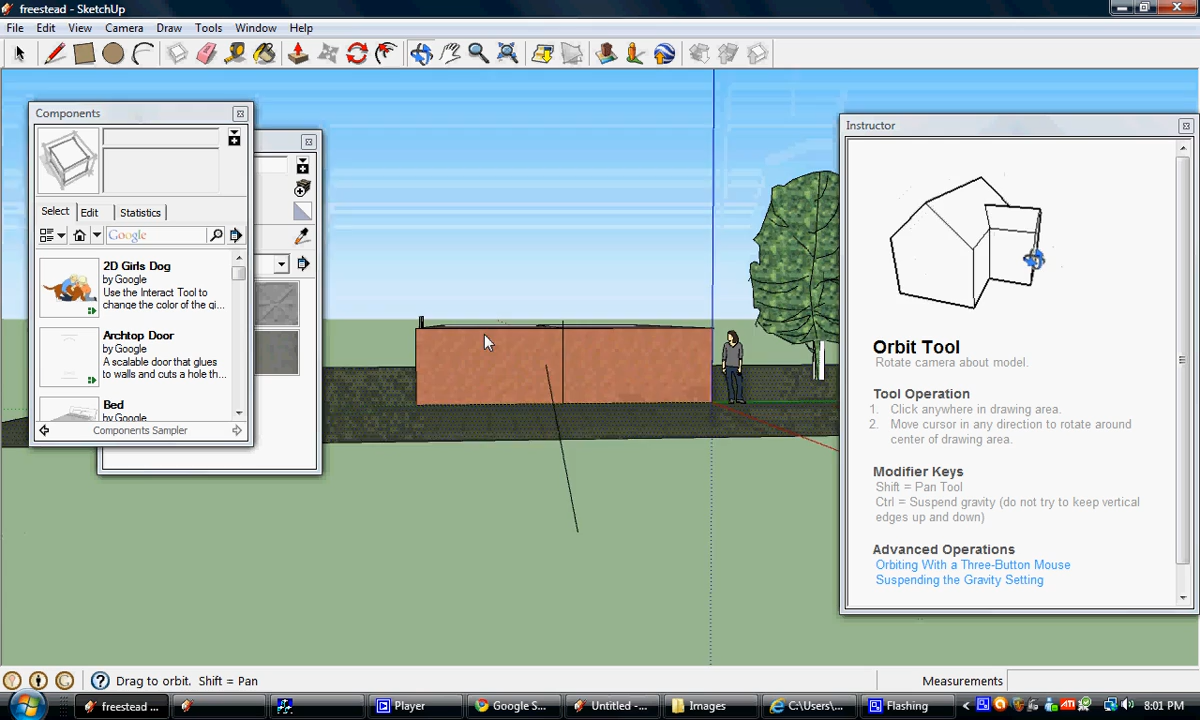 freestead - SketchUp
File Edit View Camera Draw Tools Window Help
Components
Select Edit Statistics
Google
2D Girls Dog
by Google
Use the Interact Tool to
change the color of the gi...
Archtop Door
by Google
A scalable door that glues
to walls and cuts a hole th...
Bed
by Google
Components Sampler
Instructor
Orbit Tool
Rotate camera about model.
Tool Operation
1. Click anywhere in drawing area.
2. Move cursor in any direction to rotate around
center of drawing area.
Modifier Keys
Shift = Pan Tool
Ctrl = Suspend gravity (do not try to keep vertical
edges up and down)
Advanced Operations
Orbiting With a Three-Button Mouse
Suspending the Gravity Setting
Drag to orbit. Shift = Pan
Measurements
freestead ... Player Google S... Untitled -... Images C:\Users\... Flashing 8:01 PM